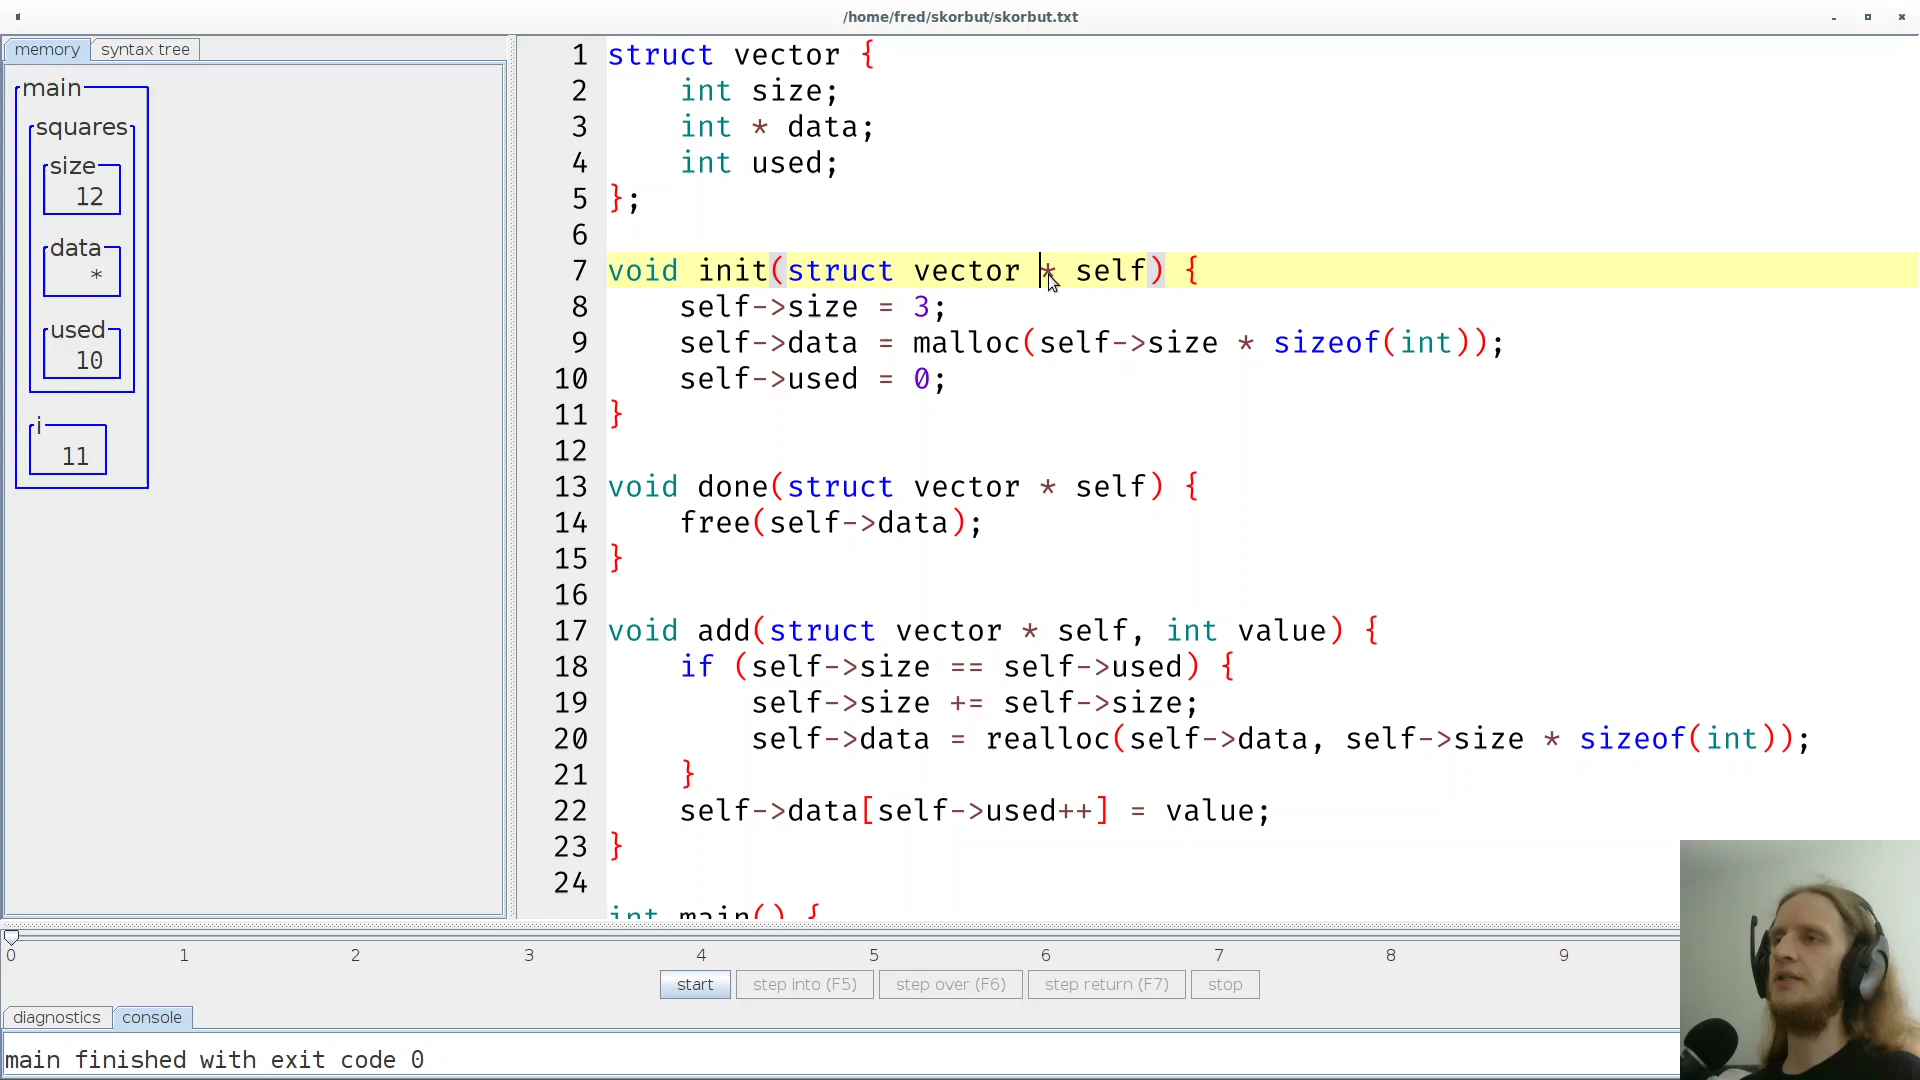 /home/fred/skorbut/skorbut.txt
memory
syntax tree
main
squares
size
12
data
*
used
10
i
11
1 struct vector {
2     int size;
3     int * data;
4     int used;
5 };
6
7 void init(struct vector * self) {
8     self->size = 3;
9     self->data = malloc(self->size * sizeof(int));
10     self->used = 0;
11 }
12
13 void done(struct vector * self) {
14     free(self->data);
15 }
16
17 void add(struct vector * self, int value) {
18     if (self->size == self->used) {
19         self->size += self->size;
20         self->data = realloc(self->data, self->size * sizeof(int));
21     }
22     self->data[self->used++] = value;
23 }
24
int main() {
0 1 2 3 4 5 6 7 8 9
start step into (F5) step over (F6) step return (F7) stop
diagnostics console
main finished with exit code 0